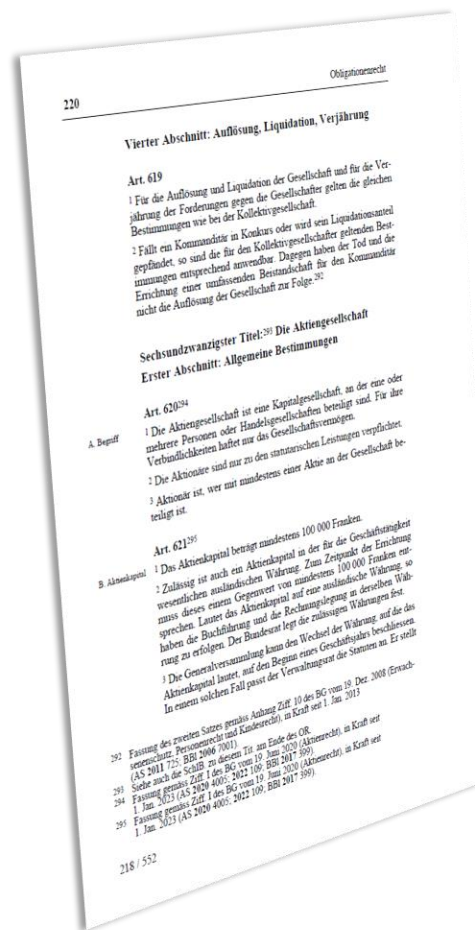 220
Obligationenrecht
Vierter Abschnitt: Auflösung, Liquidation, Verjährung
Art. 619
1 Für die Auflösung und Liquidation der Gesellschaft und für die Ver-
jährung der Forderungen gegen die Gesellschafter gelten die gleichen
Bestimmungen wie bei der Kollektivgesellschaft.
2 Fällt ein Kommanditär in Konkurs oder wird sein Liquidationsanteil
gepfändet, so sind die für den Kollektivgesellschafter geltenden Best-
immungen entsprechend anwendbar. Dagegen haben der Tod und die
Errichtung einer umfassenden Beistandschaft für den Kommanditär
nicht die Auflösung der Gesellschaft zur Folge.292
Sechsundzwanzigster Titel:293 Die Aktiengesellschaft
Erster Abschnitt: Allgemeine Bestimmungen
Art. 620294
A. Begriff
1 Die Aktiengesellschaft ist eine Kapitalgesellschaft, an der eine oder
mehrere Personen oder Handelsgesellschaften beteiligt sind. Für ihre
Verbindlichkeiten haftet nur das Gesellschaftsvermögen.
2 Die Aktionäre sind nur zu den statutarischen Leistungen verpflichtet.
3 Aktionär ist, wer mit mindestens einer Aktie an der Gesellschaft be-
teiligt ist.
Art. 621295
B. Aktienkapital
1 Das Aktienkapital beträgt mindestens 100 000 Franken.
2 Zulässig ist auch ein Aktienkapital in der für die Geschäftstätigkeit
wesentlichen ausländischen Währung. Zum Zeitpunkt der Errichtung
muss dieses einem Gegenwert von mindestens 100 000 Franken ent-
sprechen. Lautet das Aktienkapital auf eine ausländische Währung, so
haben die Buchführung und die Rechnungslegung in derselben Wäh-
rung zu erfolgen. Der Bundesrat legt die zulässigen Währungen fest.
3 Die Generalversammlung kann den Wechsel der Währung, auf die das
Aktienkapital lautet, auf den Beginn eines Geschäftsjahrs beschliessen.
In einem solchen Fall passt der Verwaltungsrat die Statuten an. Er stellt
292 Fassung des zweiten Satzes gemäss Anhang Ziff. 10 des BG vom 19. Dez. 2008 (Erwach-
senenschutz, Personenrecht und Kindesrecht), in Kraft seit 1. Jan. 2013
(AS 2011 725; BBl 2006 7001).
293 Siehe auch die SchlB. zu diesem Tit. am Ende des OR.
294 Fassung gemäss Ziff. I des BG vom 19. Juni 2020 (Aktienrecht), in Kraft seit
1. Jan. 2023 (AS 2020 4005; 2022 109; BBl 2017 399).
295 Fassung gemäss Ziff. I des BG vom 19. Juni 2020 (Aktienrecht), in Kraft seit
1. Jan. 2023 (AS 2020 4005; 2022 109; BBl 2017 399).
218 / 552